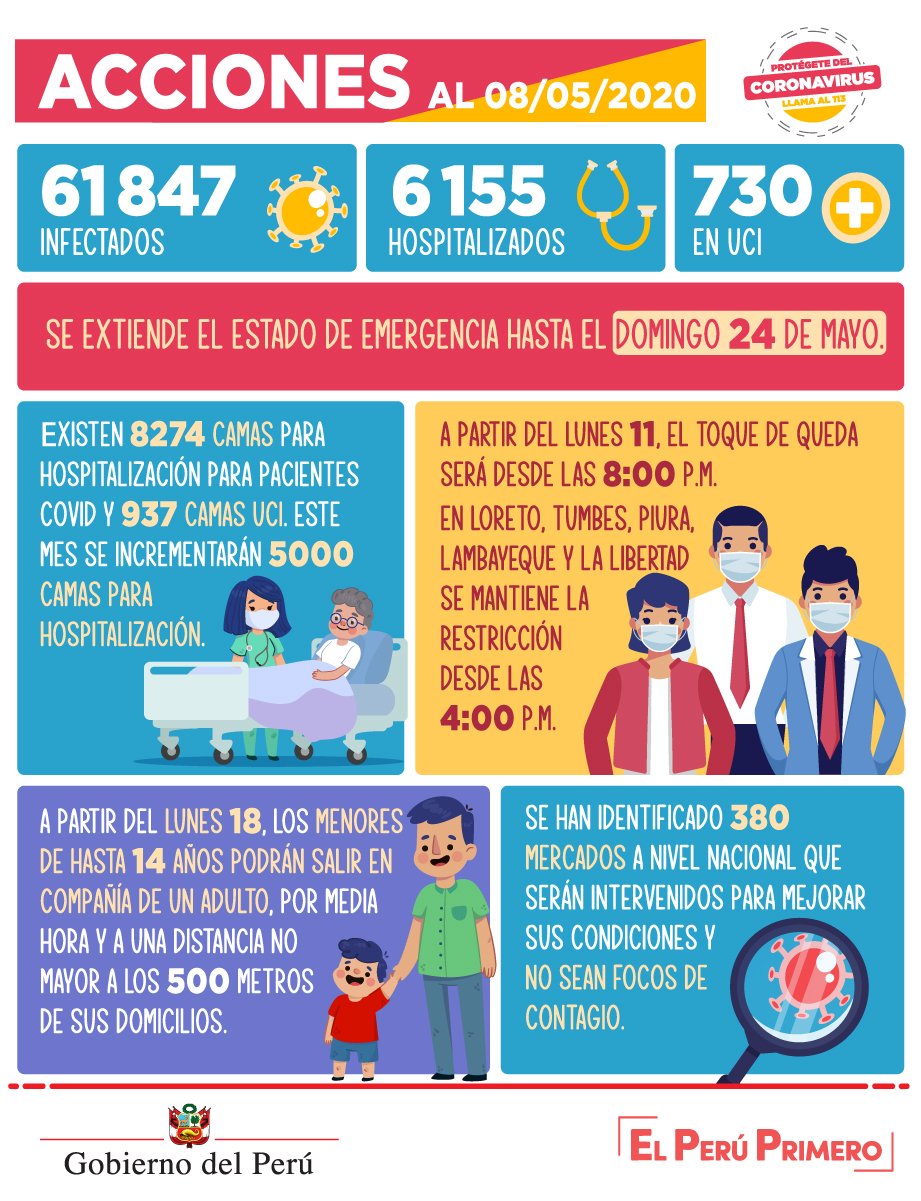 ACCIONES AL 08/05/2020
PROTÉGETE DEL
CORONAVIRUS
LLAMA AL 113
61 847
INFECTADOS
6 155
HOSPITALIZADOS
730
EN UCI
SE EXTIENDE EL ESTADO DE EMERGENCIA HASTA EL DOMINGO 24 DE MAYO.
EXISTEN 8274 CAMAS PARA
HOSPITALIZACIÓN PARA PACIENTES
COVID Y 937 CAMAS UCI. ESTE
MES SE INCREMENTARÁN 5000
CAMAS PARA
HOSPITALIZACIÓN.
A PARTIR DEL LUNES 11, EL TOQUE DE QUEDA
SERÁ DESDE LAS 8:00 P.M.
EN LORETO, TUMBES, PIURA,
LAMBAYEQUE Y LA LIBERTAD
SE MANTIENE LA
RESTRICCIÓN
DESDE LAS
4:00 P.M.
A PARTIR DEL LUNES 18, LOS MENORES
DE HASTA 14 AÑOS PODRÁN SALIR EN
COMPAÑÍA DE UN ADULTO, POR MEDIA
HORA Y A UNA DISTANCIA NO
MAYOR A LOS 500 METROS
DE SUS DOMICILIOS.
SE HAN IDENTIFICADO 380
MERCADOS A NIVEL NACIONAL QUE
SERÁN INTERVENIDOS PARA MEJORAR
SUS CONDICIONES Y
NO SEAN FOCOS DE
CONTAGIO.
Gobierno del Perú
EL PERÚ PRIMERO